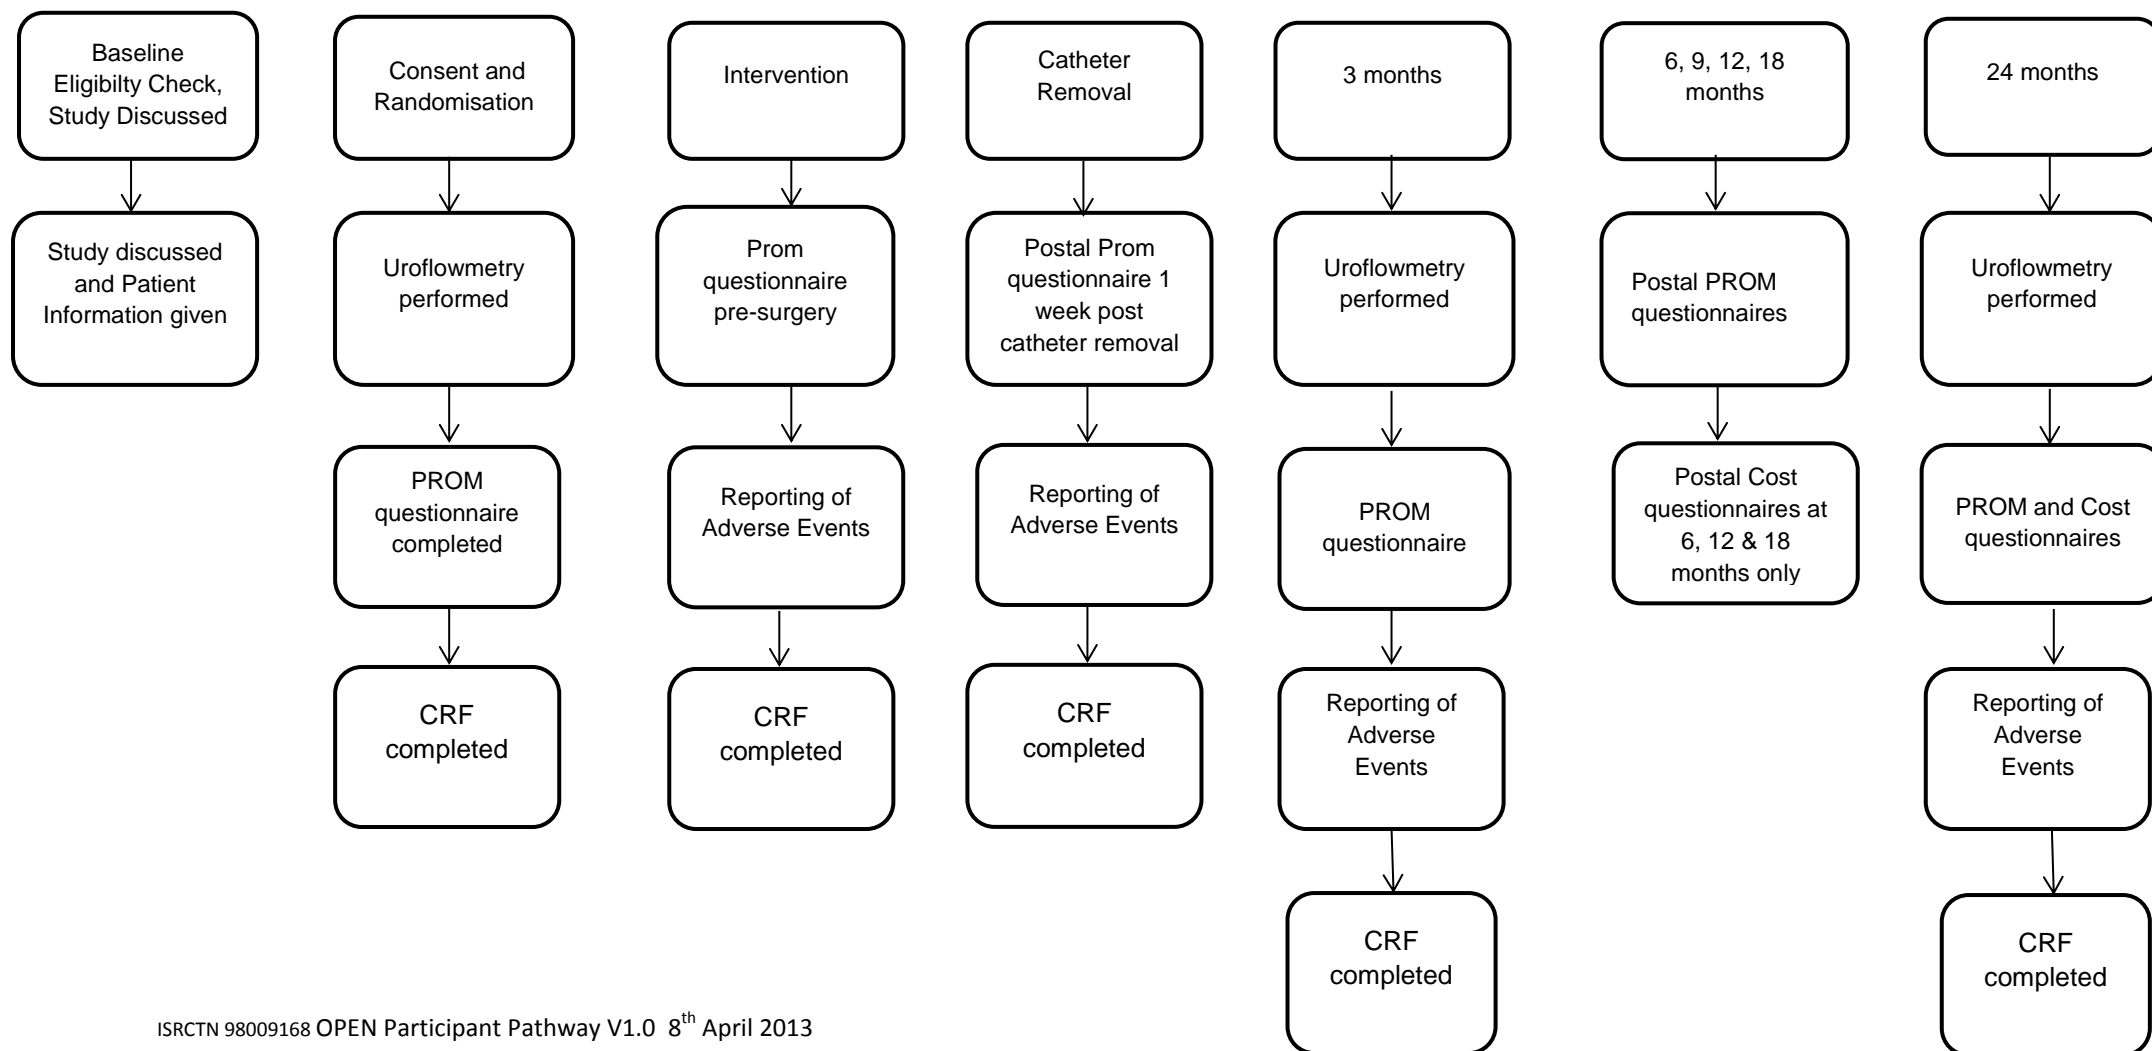 Baseline
Eligibilty Check,
Study Discussed
Consent and
Randomisation
Intervention
Catheter
Removal
3 months
6, 9, 12, 18
months
24 months
Study discussed
and Patient
Information given
Uroflowmetry
performed
Prom
questionnaire
pre-surgery
Postal Prom
questionnaire 1
week post
catheter removal
Uroflowmetry
performed
Postal PROM
questionnaires
Uroflowmetry
performed
PROM
questionnaire
completed
Reporting of
Adverse Events
Reporting of
Adverse Events
PROM
questionnaire
Postal Cost
questionnaires at
6, 12 & 18
months only
PROM and Cost
questionnaires
CRF
completed
CRF
completed
CRF
completed
Reporting of
Adverse
Events
Reporting of
Adverse
Events
CRF
completed
CRF
completed
ISRCTN 98009168 OPEN Participant Pathway V1.0 8th April 2013